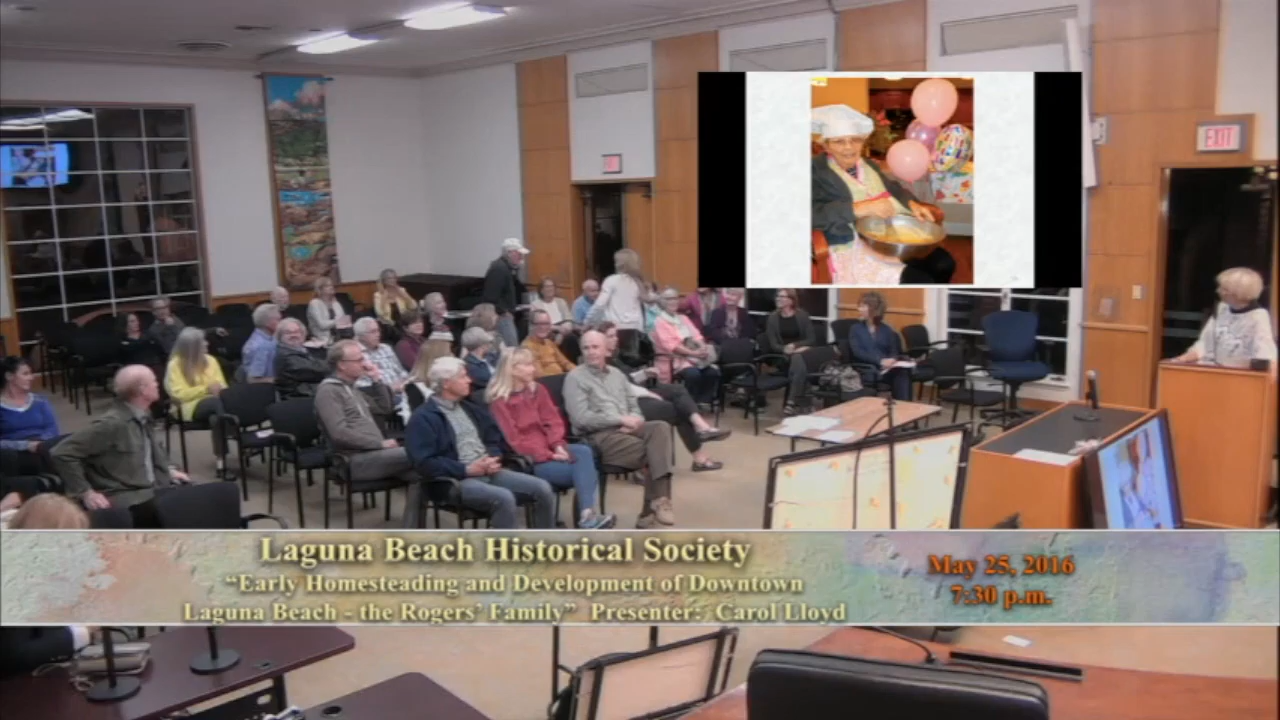 EXIT
Laguna Beach Historical Society
“Early Homesteading and Development of Downtown
Laguna Beach - the Rogers’ Family” Presenter: Carol Lloyd
May 25, 2016
7:30 p.m.